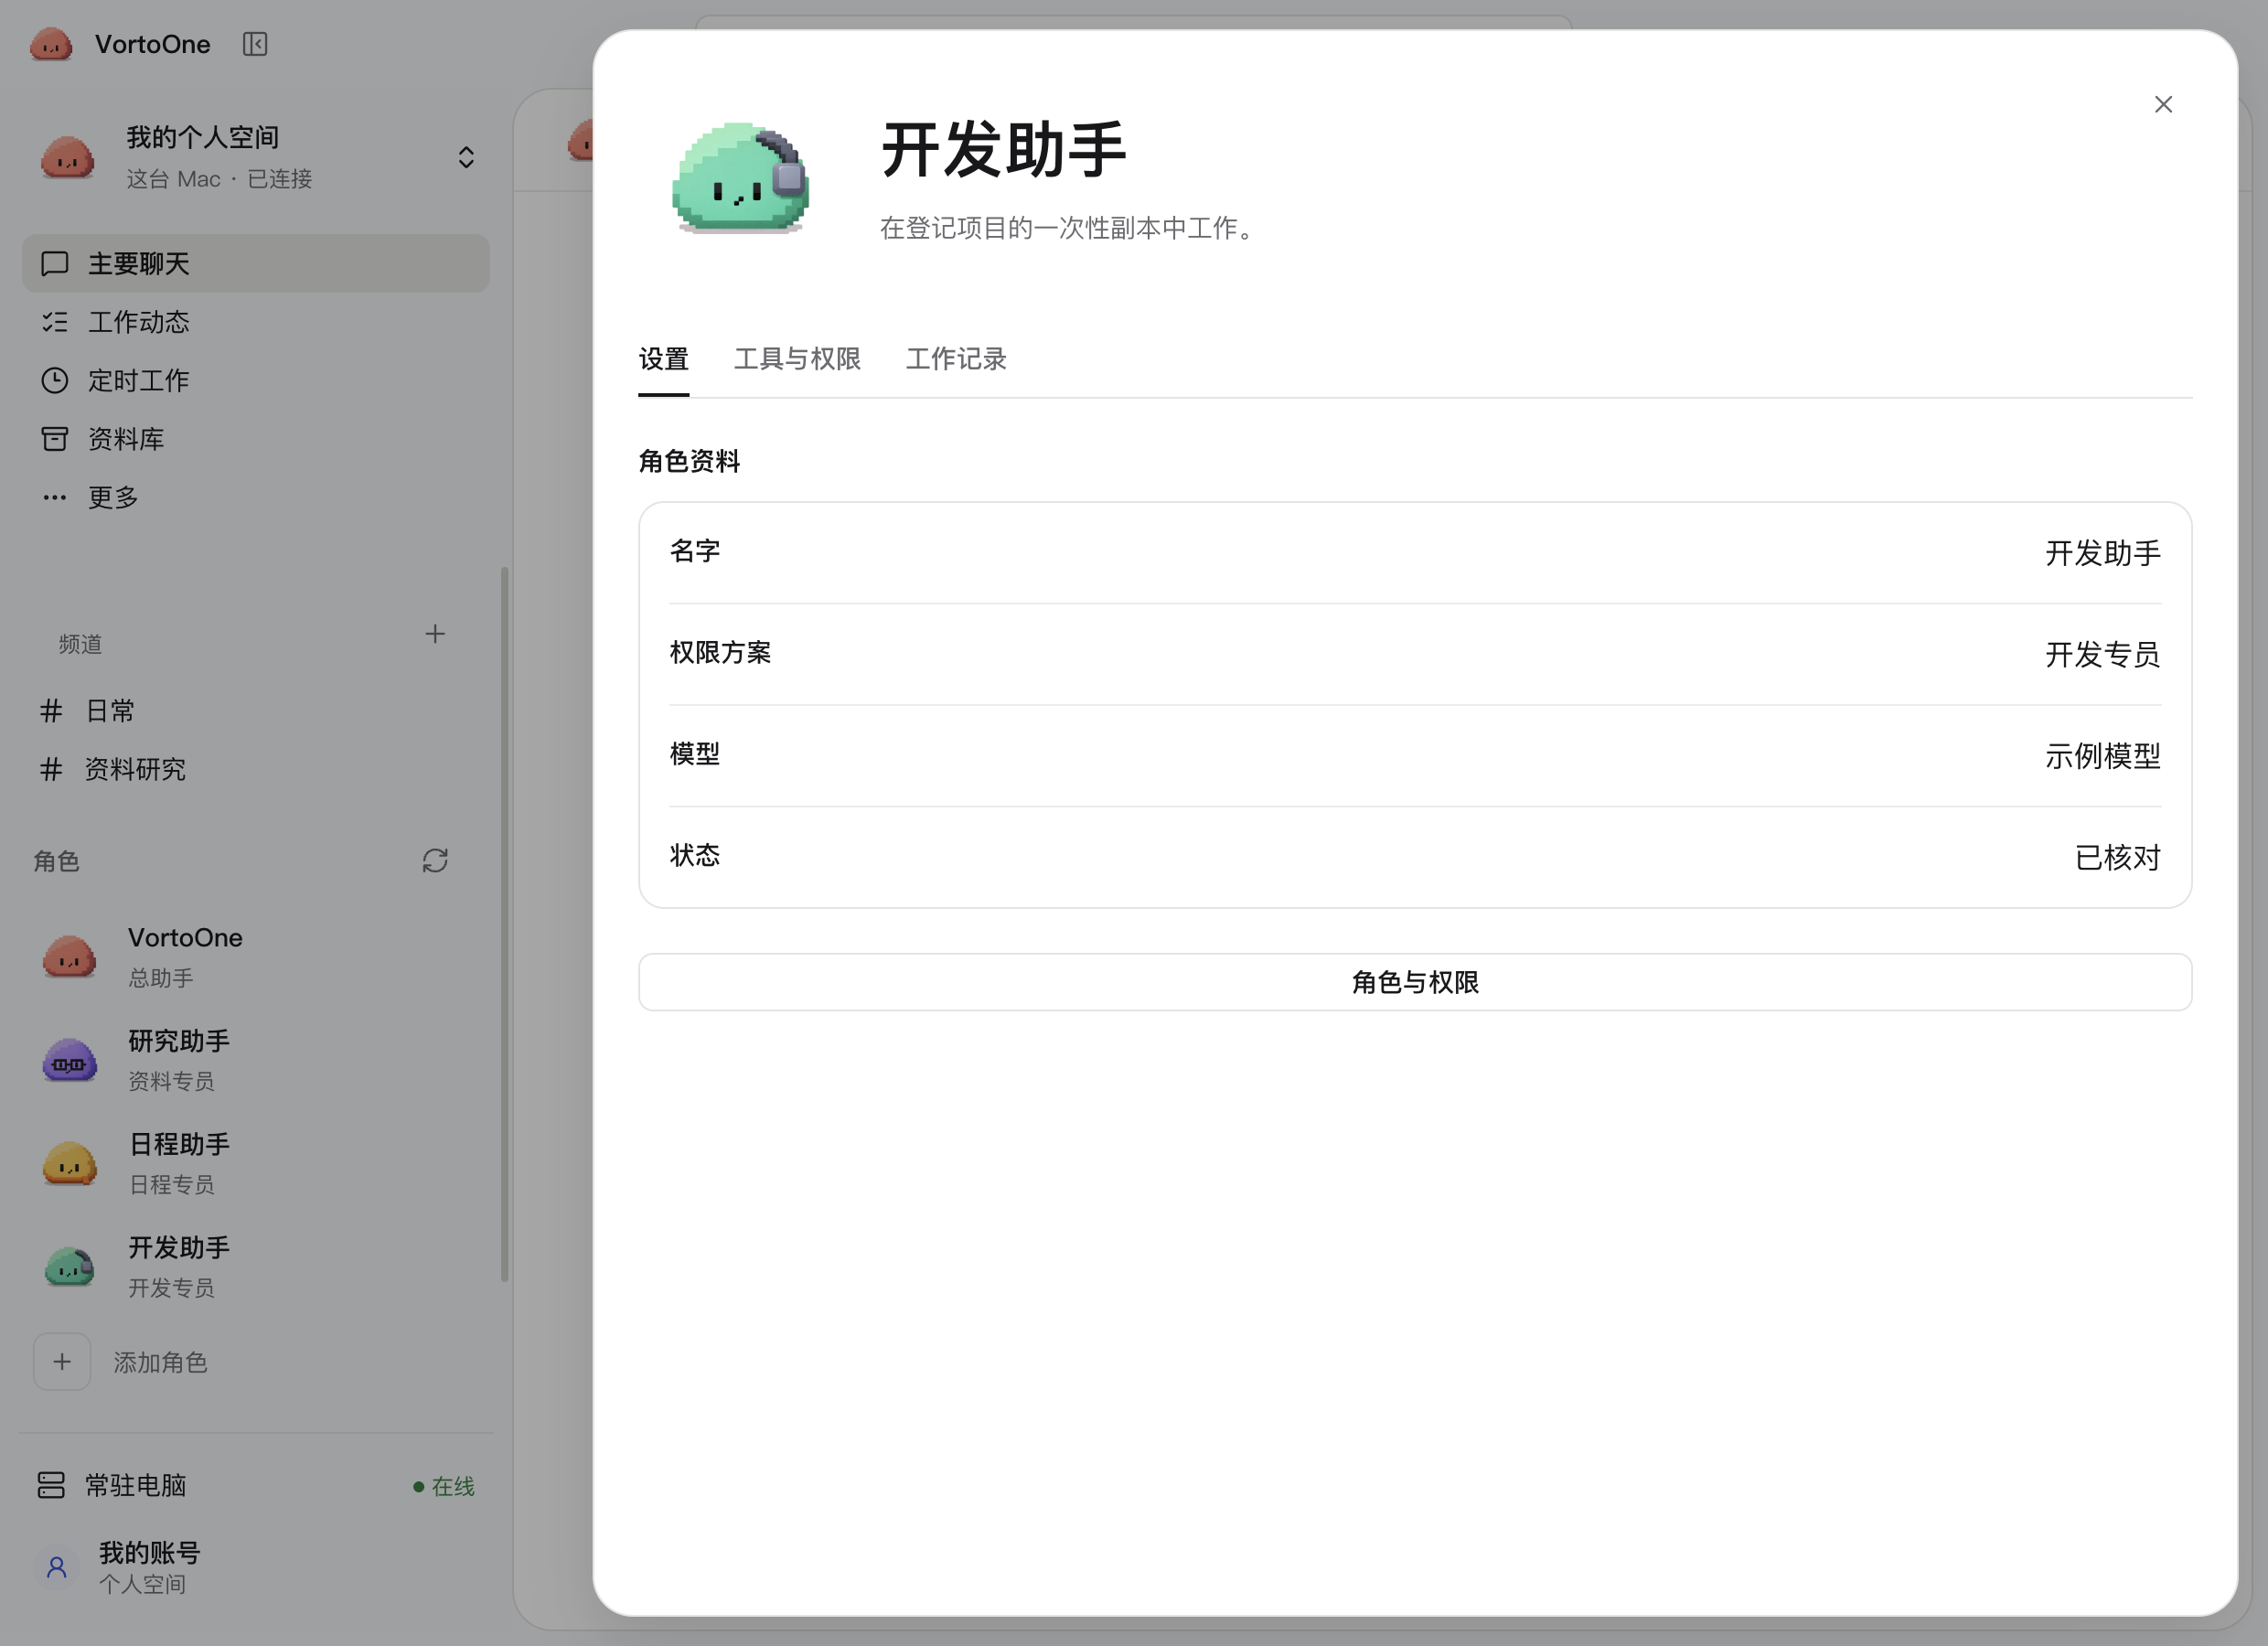 VortoOne
我的个人空间
这台 Mac · 已连接
主要聊天
工作动态
定时工作
资料库
更多
频道
# 日常
# 资料研究
角色
VortoOne
总助手
研究助手
资料专员
日程助手
日程专员
开发助手
开发专员
添加角色
常驻电脑
在线
我的账号
个人空间
开发助手
在登记项目的一次性副本中工作。
设置 工具与权限 工作记录
角色资料
名字 开发助手
权限方案 开发专员
模型 示例模型
状态 已核对
角色与权限